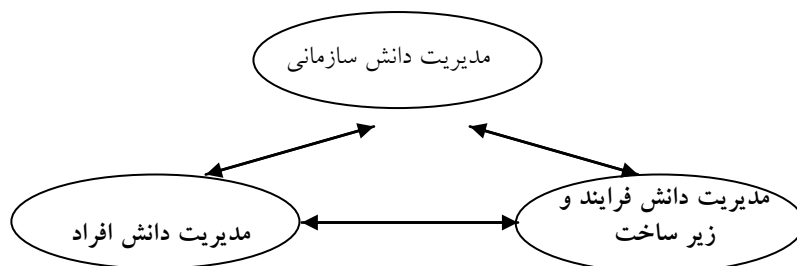 مدیریت دانش سازمانی
مدیریت دانش فرایند و
زیر ساخت
مدیریت دانش افراد